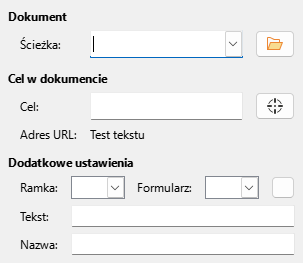 Dokument
Ścieżka:
Cel w dokumencie
Cel:
Adres URL: Test tekstu
Dodatkowe ustawienia
Ramka: Formularz:
Tekst:
Nazwa: